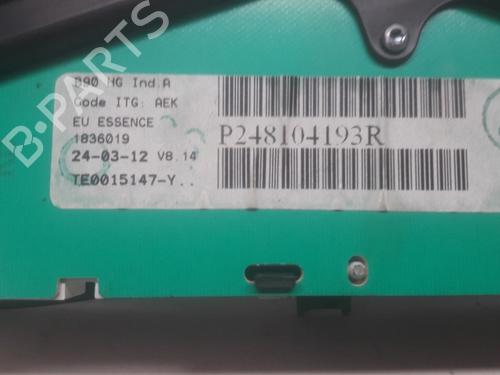 B90 HG Ind.A
Code ITG: AEK
EU ESSENCE
1836019
24-03-12 V8.14
TE0015147-Y..
P248104193R
B-PARTS